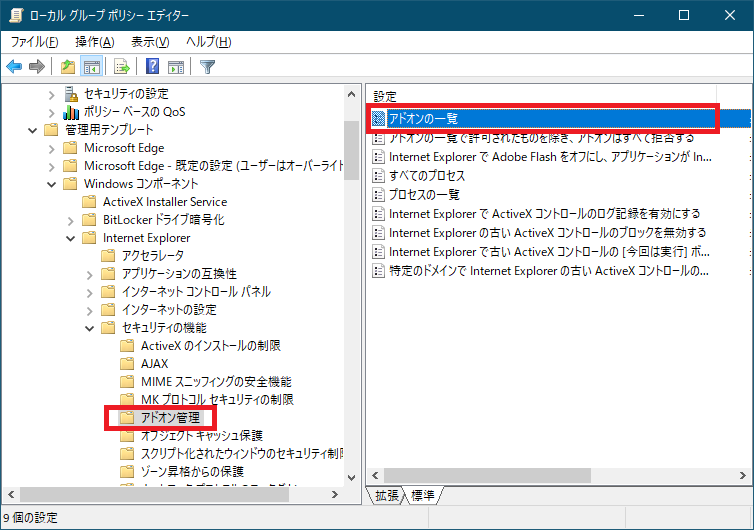 ローカル グループ ポリシー エディター
ファイル(F) 操作(A) 表示(V) ヘルプ(H)
セキュリティの設定
ポリシー ベースの QoS
管理用テンプレート
Microsoft Edge
Microsoft Edge - 既定の設定 (ユーザーはオーバーライト
Windows コンポーネント
ActiveX Installer Service
BitLocker ドライブ暗号化
Internet Explorer
アクセラレータ
アプリケーションの互換性
インターネット コントロール パネル
インターネットの設定
セキュリティの機能
ActiveX のインストールの制限
AJAX
MIME スニッフィングの安全機能
MK プロトコル セキュリティの制限
アドオン管理
オブジェクト キャッシュ保護
スクリプト化されたウィンドウのセキュリティ制
ゾーン昇格からの保護
設定
アドオンの一覧
アドオンの一覧で許可されたものを除き、アドオンはすべて拒否する
Internet Explorer で Adobe Flash をオフにし、アプリケーションが In...
すべてのプロセス
プロセスの一覧
Internet Explorer で ActiveX コントロールのログ記録を有効にする
Internet Explorer の古い ActiveX コントロールのブロックを無効する
Internet Explorer で古い ActiveX コントロールの [今回は実行] ボ...
特定のドメインで Internet Explorer の古い ActiveX コントロールの...
拡張 標準
9 個の設定